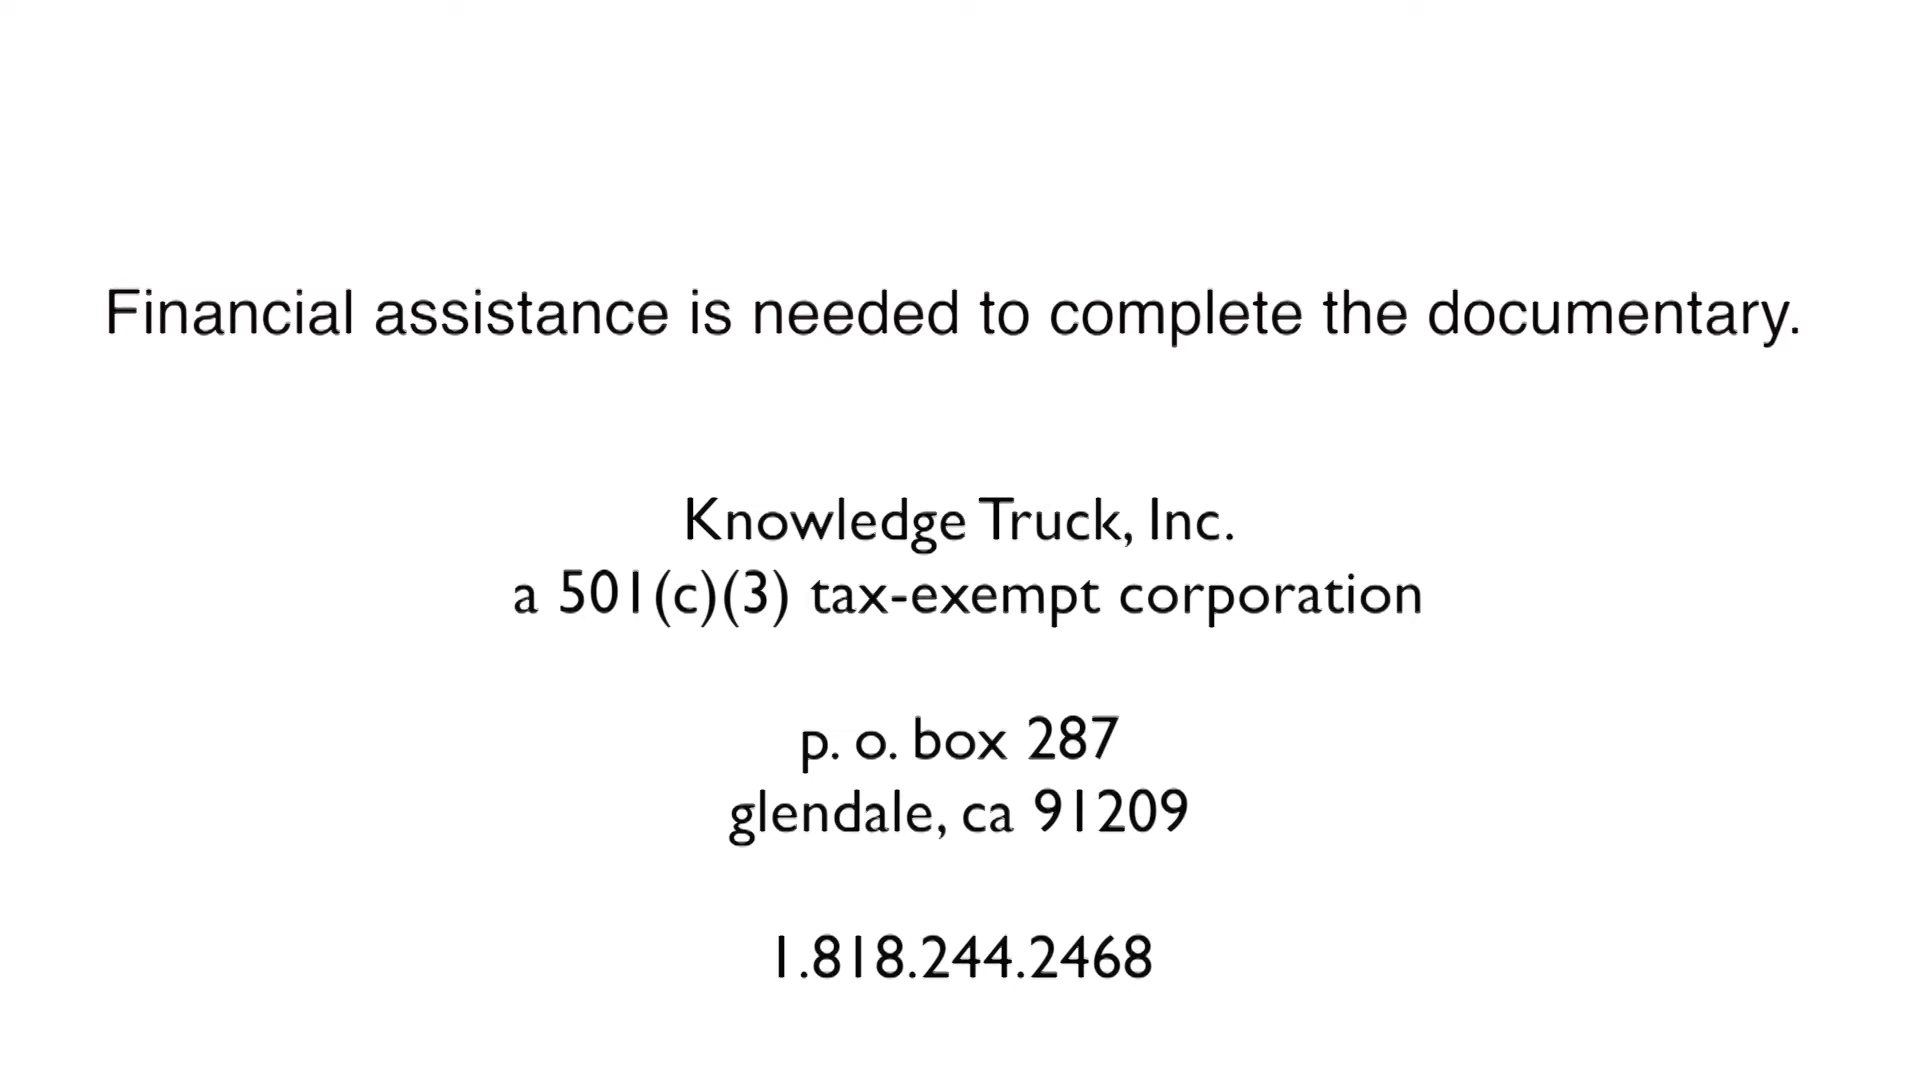 Financial assistance is needed to complete the documentary.
Knowledge Truck, Inc.
a 501(c)(3) tax-exempt corporation
p. o. box 287
glendale, ca 91209
1.818.244.2468